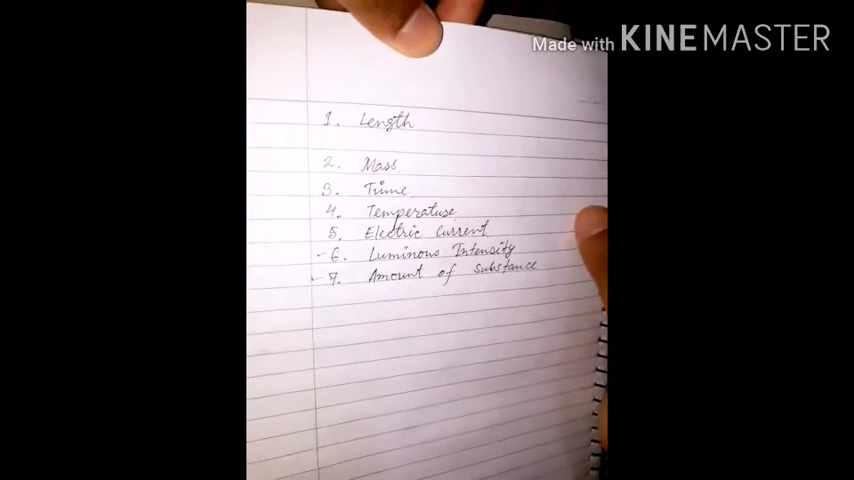 Made with KINEMASTER
1. Length
2. Mass
3. Time
4. Temperature
5. Electric Current
6. Luminous Intensity
7. Amount of Substance